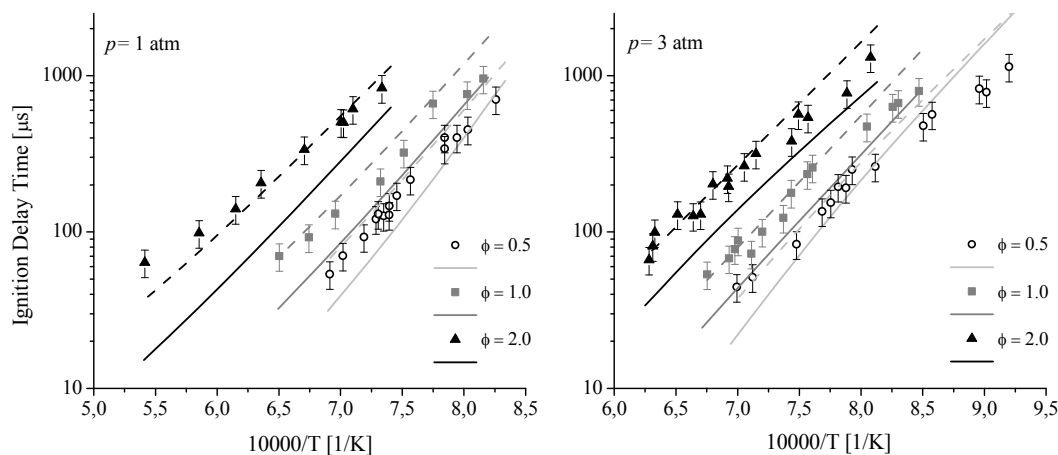 p= 1 atm
p= 3 atm
Ignition Delay Time [µs]
1000
100
10
5,0 5,5 6,0 6,5 7,0 7,5 8,0 8,5
10000/T [1/K]
ϕ = 0.5
ϕ = 1.0
ϕ = 2.0
1000
100
10
6,0 6,5 7,0 7,5 8,0 8,5 9,0 9,5
10000/T [1/K]
ϕ = 0.5
ϕ = 1.0
ϕ = 2.0